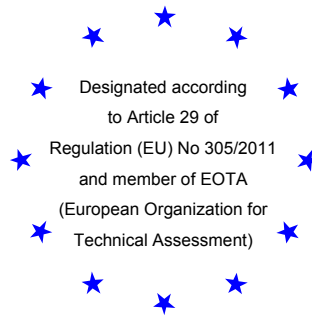 Designated according
to Article 29 of
Regulation (EU) No 305/2011
and member of EOTA
(European Organization for
Technical Assessment)